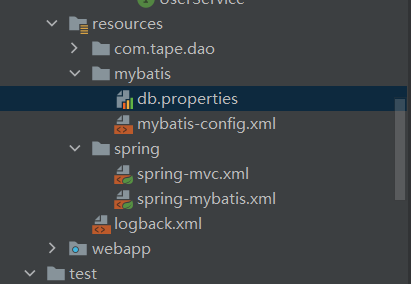 UserService
resources
com.tape.dao
mybatis
db.properties
mybatis-config.xml
spring
spring-mvc.xml
spring-mybatis.xml
logback.xml
webapp
test